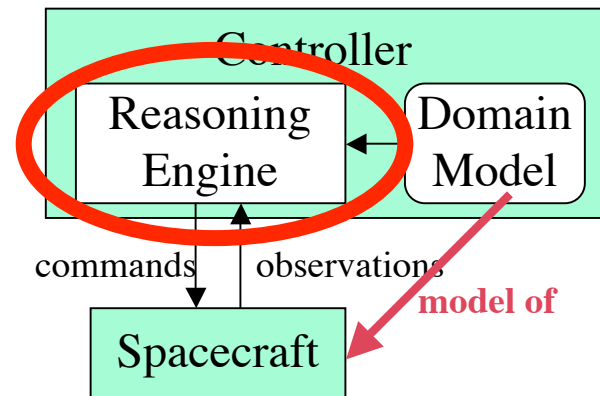 Controller
Reasoning
Engine
Domain
Model
commands
observations
model of
Spacecraft